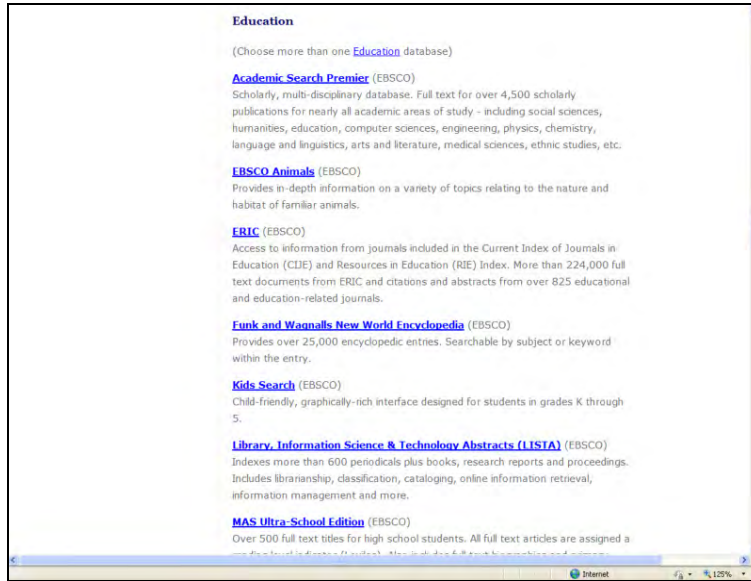 Education
(Choose more than one Education database)
Academic Search Premier (EBSCO)
Scholarly, multi-disciplinary database. Full text for over 4,500 scholarly
publications for nearly all academic areas of study - including social sciences,
humanities, education, computer sciences, engineering, physics, chemistry,
language and linguistics, arts and literature, medical sciences, ethnic studies, etc.
EBSCO Animals (EBSCO)
Provides in-depth information on a variety of topics relating to the nature and
habitat of familiar animals.
ERIC (EBSCO)
Access to information from journals included in the Current Index of Journals in
Education (CIJE) and Resources in Education (RIE) Index. More than 224,000 full
text documents from ERIC and citations and abstracts from over 825 educational
and education-related journals.
Funk and Wagnalls New World Encyclopedia (EBSCO)
Provides over 25,000 encyclopedic entries. Searchable by subject or keyword
within the entry.
Kids Search (EBSCO)
Child-friendly, graphically-rich interface designed for students in grades K through
5.
Library, Information Science & Technology Abstracts (LISTA) (EBSCO)
Indexes more than 600 periodicals plus books, research reports and proceedings.
Includes librarianship, classification, cataloging, online information retrieval,
information management and more.
MAS Ultra-School Edition (EBSCO)
Over 500 full text titles for high school students. All full text articles are assigned a
Internet
125%